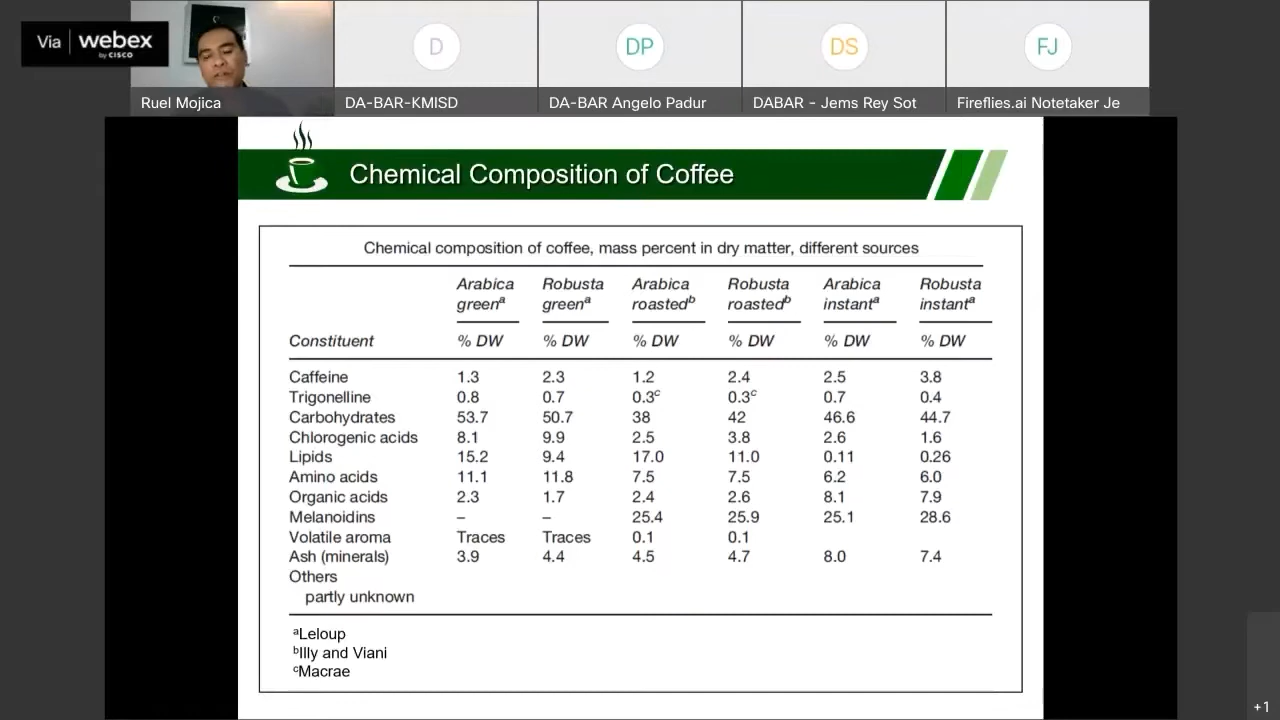 Via | webex
by CISCO
Ruel Mojica
D
DA-BAR-KMISD
DP
DA-BAR Angelo Padur
DS
DABAR - Jems Rey Sot
FJ
Fireflies.ai Notetaker Je
Chemical Composition of Coffee
Chemical composition of coffee, mass percent in dry matter, different sources
Arabica Robusta Arabica Robusta Arabica Robusta
greenᵃ greenᵃ roastedᵇ roastedᵇ instantᵃ instantᵃ
Constituent % DW % DW % DW % DW % DW % DW
Caffeine 1.3 2.3 1.2 2.4 2.5 3.8
Trigonelline 0.8 0.7 0.3ᶜ 0.3ᶜ 0.7 0.4
Carbohydrates 53.7 50.7 38 42 46.6 44.7
Chlorogenic acids 8.1 9.9 2.5 3.8 2.6 1.6
Lipids 15.2 9.4 17.0 11.0 0.11 0.26
Amino acids 11.1 11.8 7.5 7.5 6.2 6.0
Organic acids 2.3 1.7 2.4 2.6 8.1 7.9
Melanoidins – – 25.4 25.9 25.1 28.6
Volatile aroma Traces Traces 0.1 0.1
Ash (minerals) 3.9 4.4 4.5 4.7 8.0 7.4
Others
partly unknown
ᵃLeloup
ᵇIlly and Viani
ᶜMacrae
+1